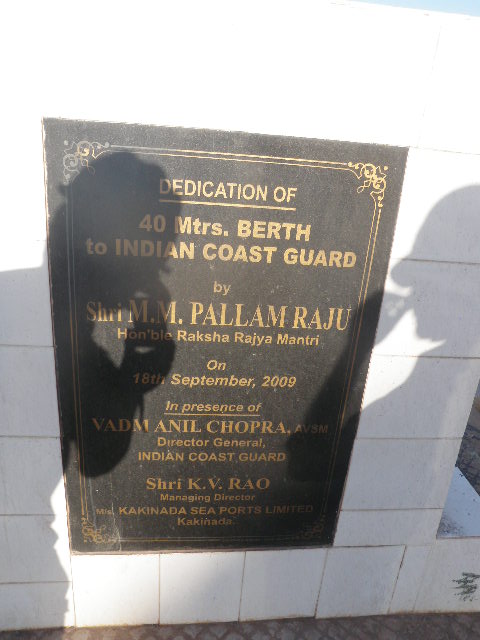 DEDICATION OF
40 Mtrs. BERTH
to INDIAN COAST GUARD
by
Shri M.M. PALLAM RAJU
Hon'ble Raksha Rajya Mantri
On
18th September, 2009
In presence of
VADM ANIL CHOPRA, AVSM
Director General,
INDIAN COAST GUARD
Shri K.V. RAO
Managing Director
M/s. KAKINADA SEA PORTS LIMITED
Kakinada.